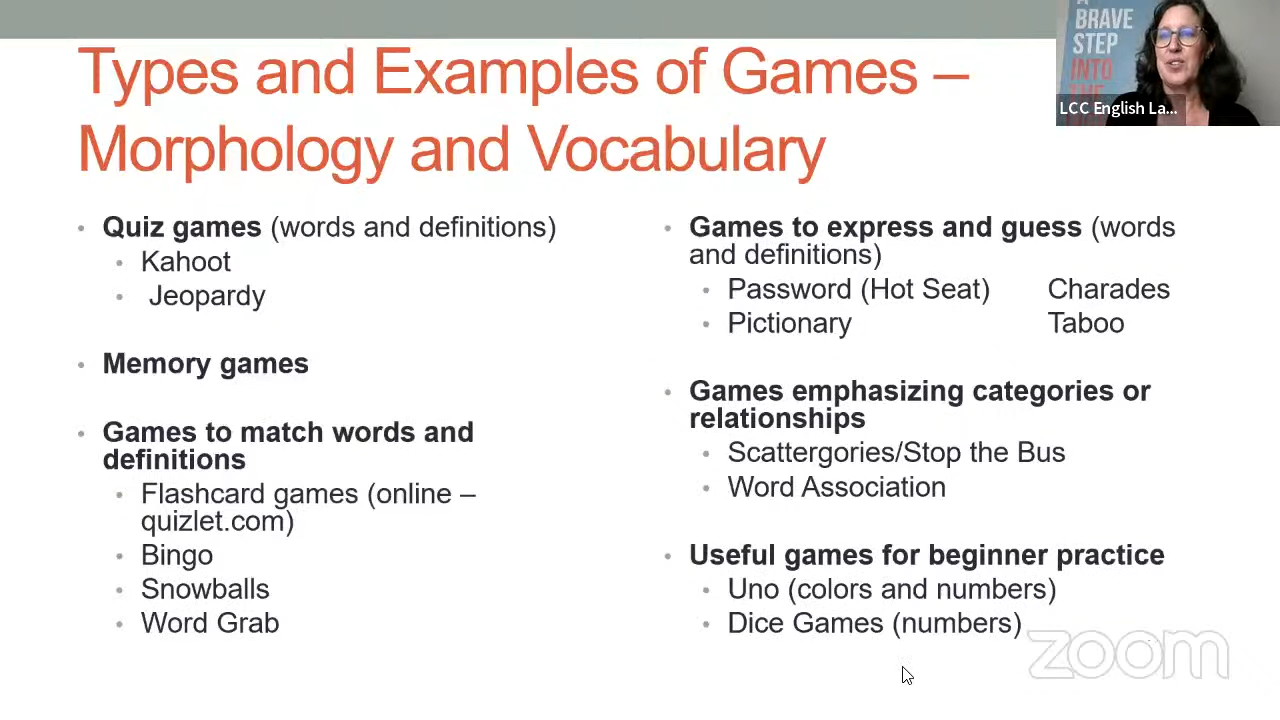 Types and Examples of Games –
Morphology and Vocabulary
• Quiz games (words and definitions)
• Kahoot
• Jeopardy
• Memory games
• Games to match words and
definitions
• Flashcard games (online –
quizlet.com)
• Bingo
• Snowballs
• Word Grab
• Games to express and guess (words
and definitions)
• Password (Hot Seat) Charades
• Pictionary Taboo
• Games emphasizing categories or
relationships
• Scattergories/Stop the Bus
• Word Association
• Useful games for beginner practice
• Uno (colors and numbers)
• Dice Games (numbers)
A
BRAVE
STEP
INTO
THE
LCC English La...
zoom